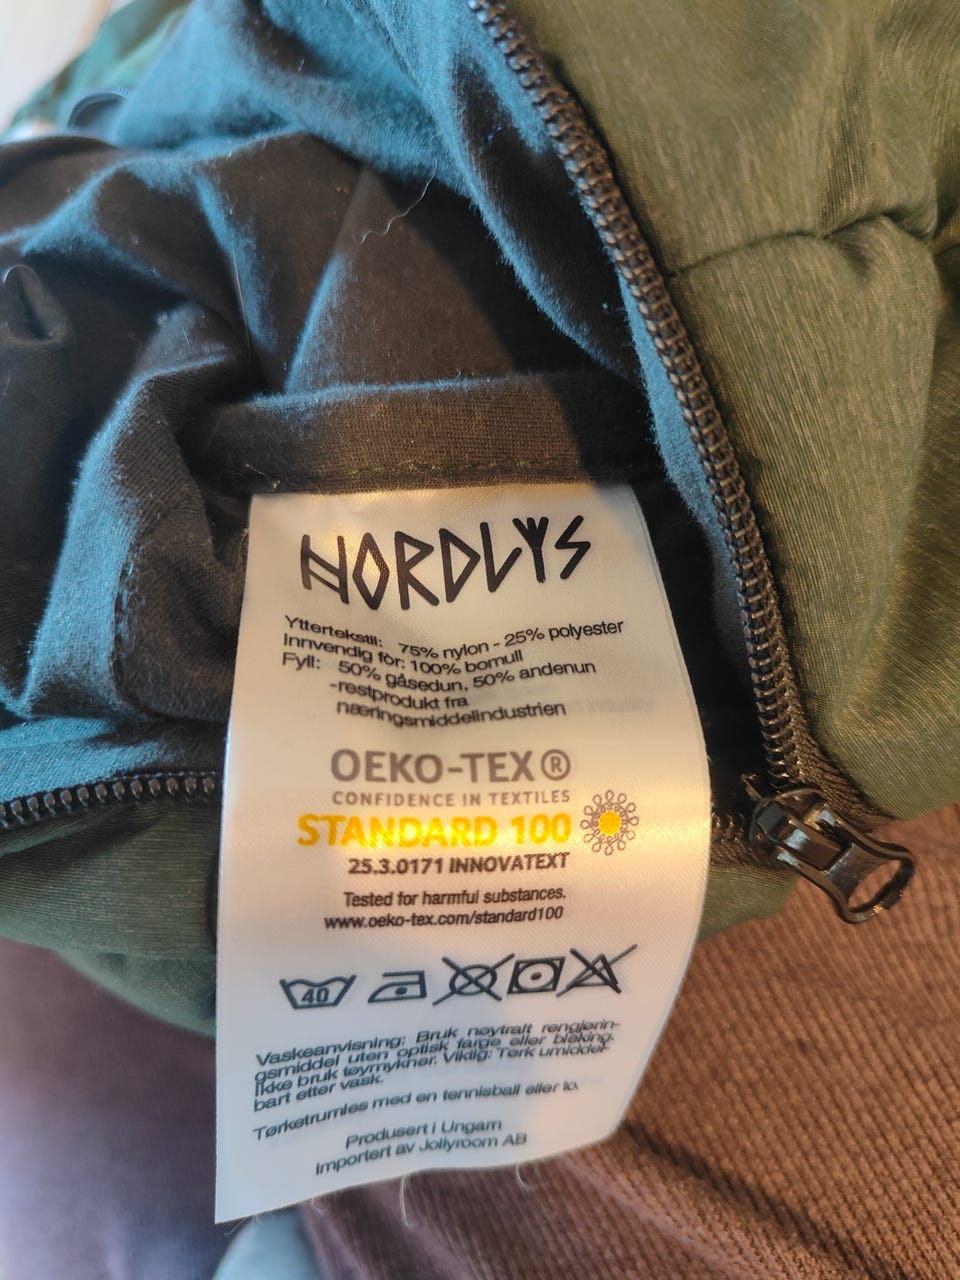 NORDLYS
Yttertekstil: 75% nylon - 25% polyester
Innvendig fôr: 100% bomull
Fyll: 50% gåsedun, 50% andenun
-restprodukt fra
næringsmiddelindustrien
OEKO-TEX®
CONFIDENCE IN TEXTILES
STANDARD 100
25.3.0171 INNOVATEXT
Tested for harmful substances.
www.oeko-tex.com/standard100
40
Vaskeanvisning: Bruk nøytralt rengjørin-
gsmiddel uten optisk farge eller bleking.
Ikke bruk tøymykner. Viktig: Tørk umiddel-
bart etter vask.
Tørketrumles med en tennisball eller to.
Produsert i Ungarn
Importert av Jollyroom AB